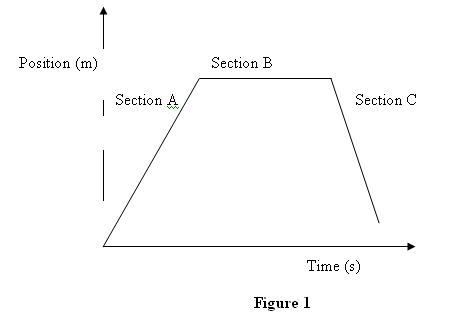 Position (m)
Section B
Section A
Section C
Time (s)
Figure 1